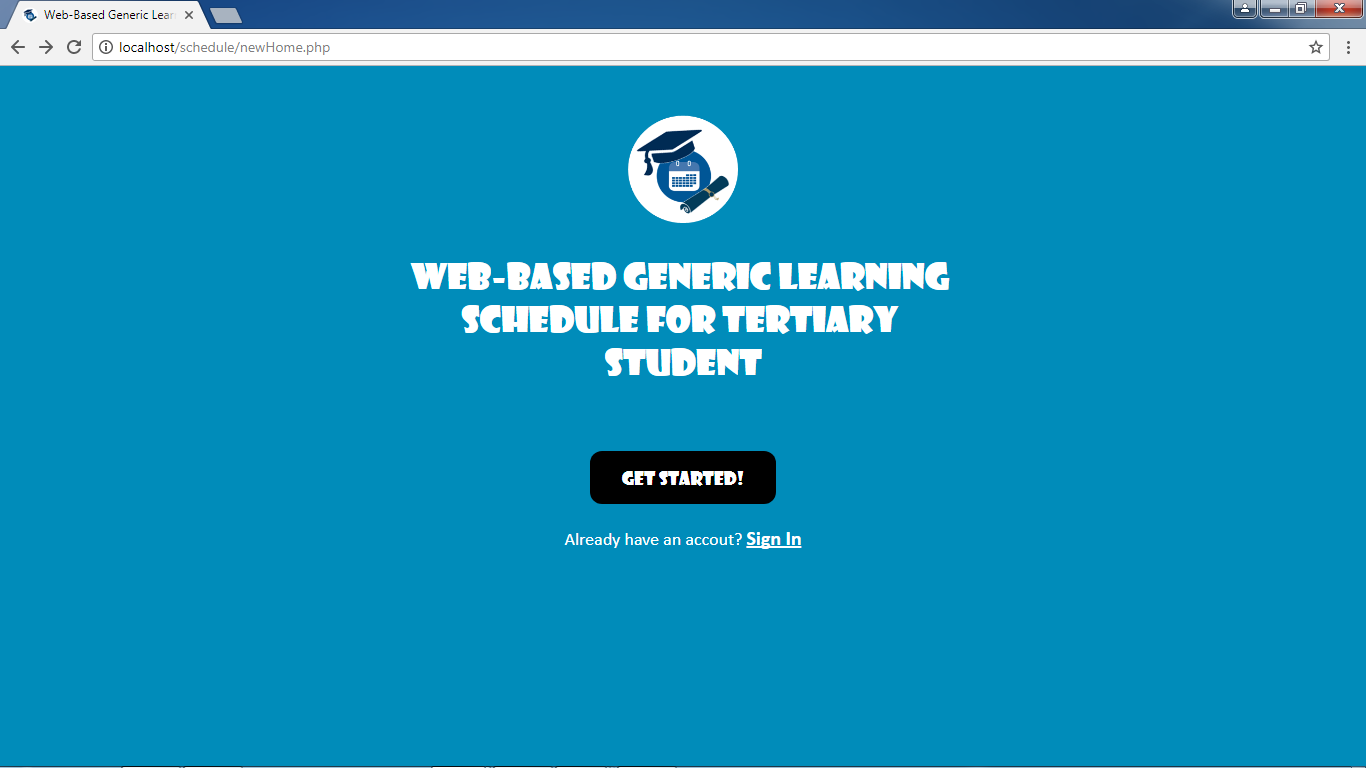 Web-Based Generic Lear
localhost/schedule/newHome.php
WEB-BASED GENERIC LEARNING
SCHEDULE FOR TERTIARY
STUDENT
GET STARTED!
Already have an accout? Sign In